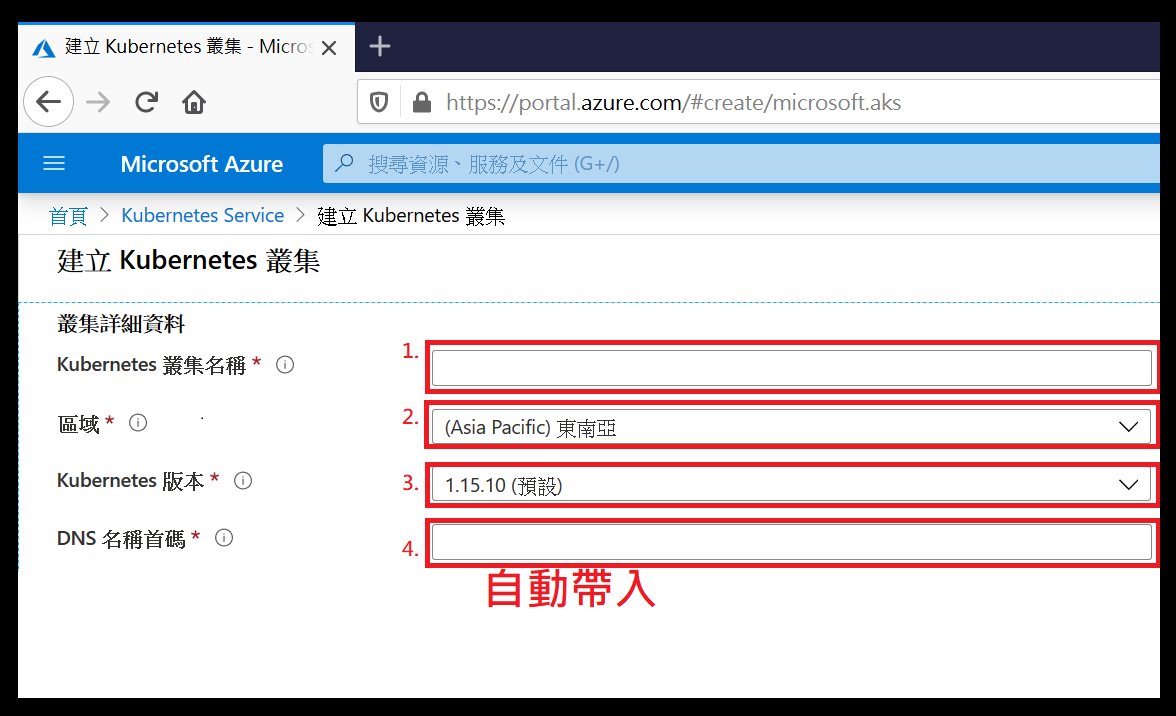 建立 Kubernetes 叢集 - Micros
https://portal.azure.com/#create/microsoft.aks
Microsoft Azure
搜尋資源、服務及文件 (G+/)
首頁 > Kubernetes Service > 建立 Kubernetes 叢集
建立 Kubernetes 叢集
叢集詳細資料
Kubernetes 叢集名稱 * 1.
區域 * 2. (Asia Pacific) 東南亞
Kubernetes 版本 * 3. 1.15.10 (預設)
DNS 名稱首碼 * 4.
自動帶入